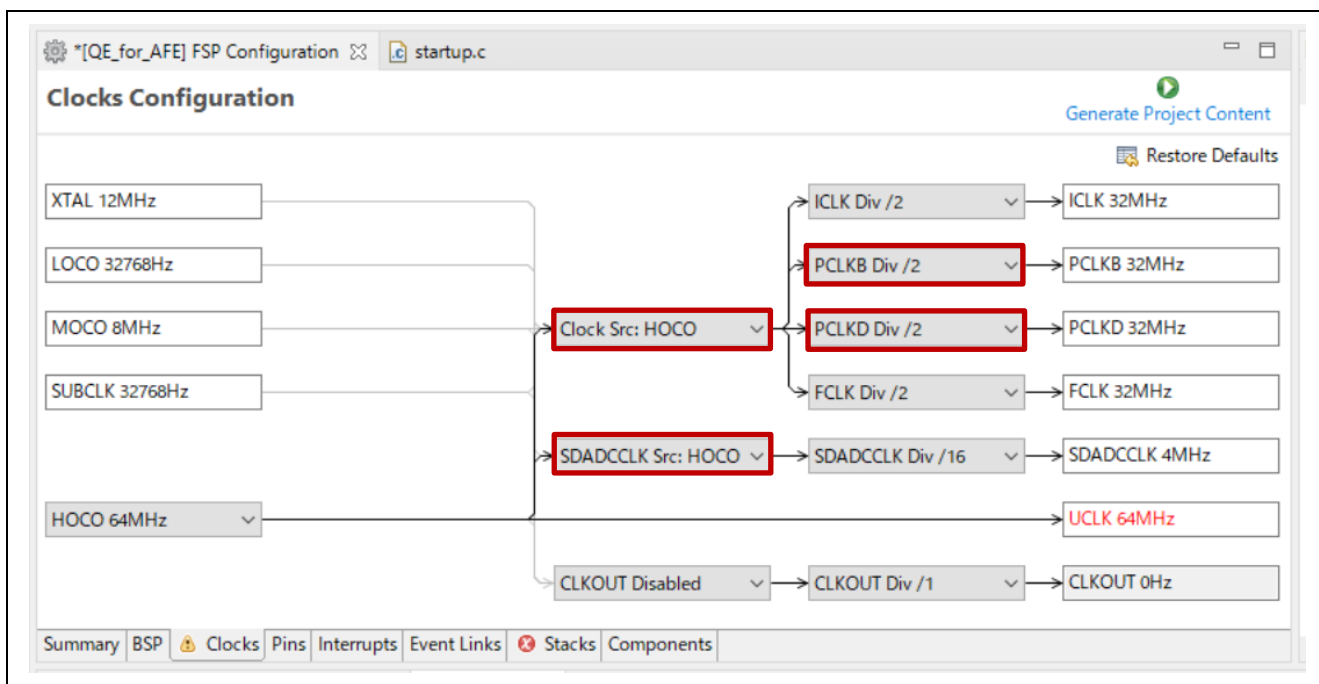 *[QE_for_AFE] FSP Configuration
startup.c
Clocks Configuration
Generate Project Content
Restore Defaults
XTAL 12MHz
ICLK Div /2
ICLK 32MHz
LOCO 32768Hz
PCLKB Div /2
PCLKB 32MHz
MOCO 8MHz
Clock Src: HOCO
PCLKD Div /2
PCLKD 32MHz
SUBCLK 32768Hz
FCLK Div /2
FCLK 32MHz
SDADCCLK Src: HOCO
SDADCCLK Div /16
SDADCCLK 4MHz
HOCO 64MHz
UCLK 64MHz
CLKOUT Disabled
CLKOUT Div /1
CLKOUT 0Hz
Summary BSP Clocks Pins Interrupts Event Links Stacks Components